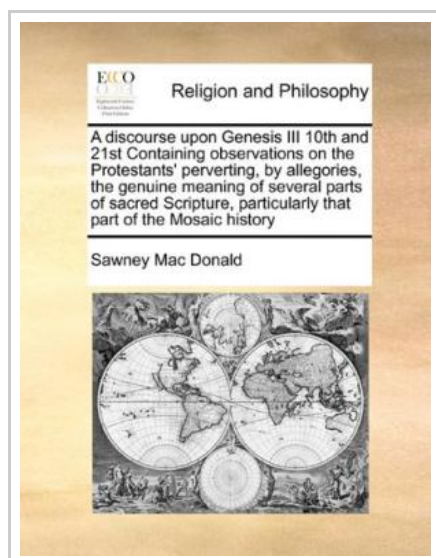 ECCO
Religion and Philosophy
A discourse upon Genesis III 10th and
21st Containing observations on the
Protestants' perverting, by allegories,
the genuine meaning of several parts
of sacred Scripture, particularly that
part of the Mosaic history
Sawney Mac Donald